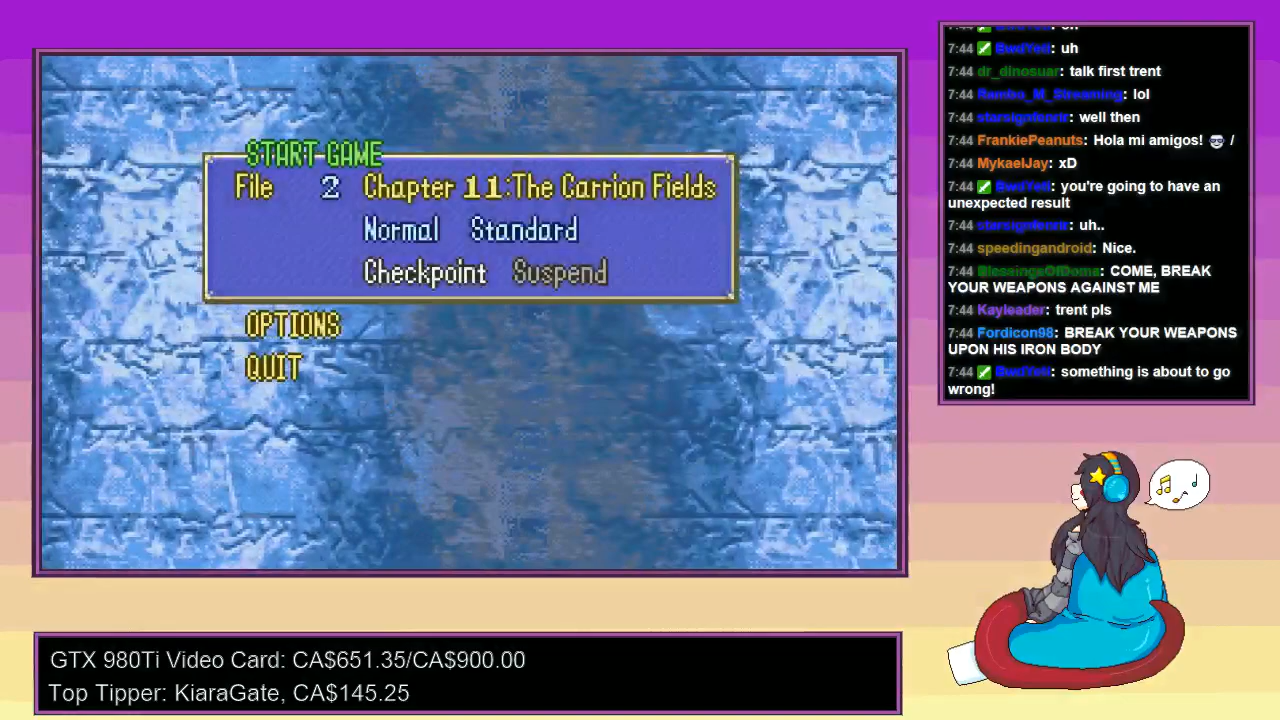 START GAME
File 2 Chapter 11:The Carrion Fields
Normal Standard
Checkpoint Suspend
OPTIONS
QUIT
7:44 BwdYeti: uh
7:44 dr_dinosuar: talk first trent
7:44 Rambo_M_Streaming: lol
7:44 starsignfenrir: well then
7:44 FrankiePeanuts: Hola mi amigos! /
7:44 MykaelJay: xD
7:44 BwdYeti: you're going to have an
unexpected result
7:44 starsignfenrir: uh..
7:44 speedingandroid: Nice.
7:44 BlessingsOfDoma: COME, BREAK
YOUR WEAPONS AGAINST ME
7:44 Kayleader: trent pls
7:44 Fordicon98: BREAK YOUR WEAPONS
UPON HIS IRON BODY
7:44 BwdYeti: something is about to go
wrong!
GTX 980Ti Video Card: CA$651.35/CA$900.00
Top Tipper: KiaraGate, CA$145.25